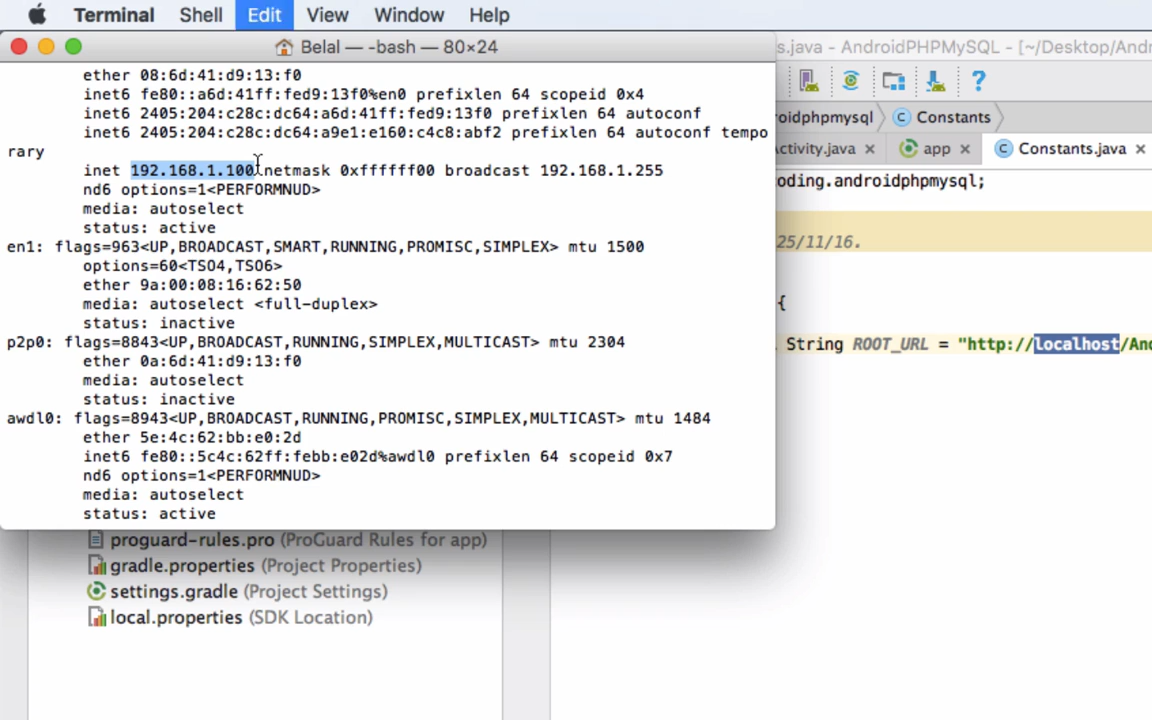 Terminal Shell Edit View Window Help
Belal — -bash — 80×24
s.java - AndroidPHPMySQL - [~/Desktop/And
ether 08:6d:41:d9:13:f0
inet6 fe80::a6d:41ff:fed9:13f0%en0 prefixlen 64 scopeid 0x4
inet6 2405:204:c28c:dc64:a6d:41ff:fed9:13f0 prefixlen 64 autoconf
inet6 2405:204:c28c:dc64:a9e1:e160:c4c8:abf2 prefixlen 64 autoconf tempo
rary
inet 192.168.1.100 netmask 0xffffff00 broadcast 192.168.1.255
nd6 options=1<PERFORMNUD>
media: autoselect
status: active
en1: flags=963<UP,BROADCAST,SMART,RUNNING,PROMISC,SIMPLEX> mtu 1500
options=60<TSO4,TSO6>
ether 9a:00:08:16:62:50
media: autoselect <full-duplex>
status: inactive
p2p0: flags=8843<UP,BROADCAST,RUNNING,SIMPLEX,MULTICAST> mtu 2304
ether 0a:6d:41:d9:13:f0
media: autoselect
status: inactive
awdl0: flags=8943<UP,BROADCAST,RUNNING,PROMISC,SIMPLEX,MULTICAST> mtu 1484
ether 5e:4c:62:bb:e0:2d
inet6 fe80::5c4c:62ff:febb:e02d%awdl0 prefixlen 64 scopeid 0x7
nd6 options=1<PERFORMNUD>
media: autoselect
status: active
?
oidphpmysql Constants
ctivity.java × app × Constants.java ×
oding.androidphpmysql;
25/11/16.
{
String ROOT_URL = "http://localhost/And
proguard-rules.pro (ProGuard Rules for app)
gradle.properties (Project Properties)
settings.gradle (Project Settings)
local.properties (SDK Location)